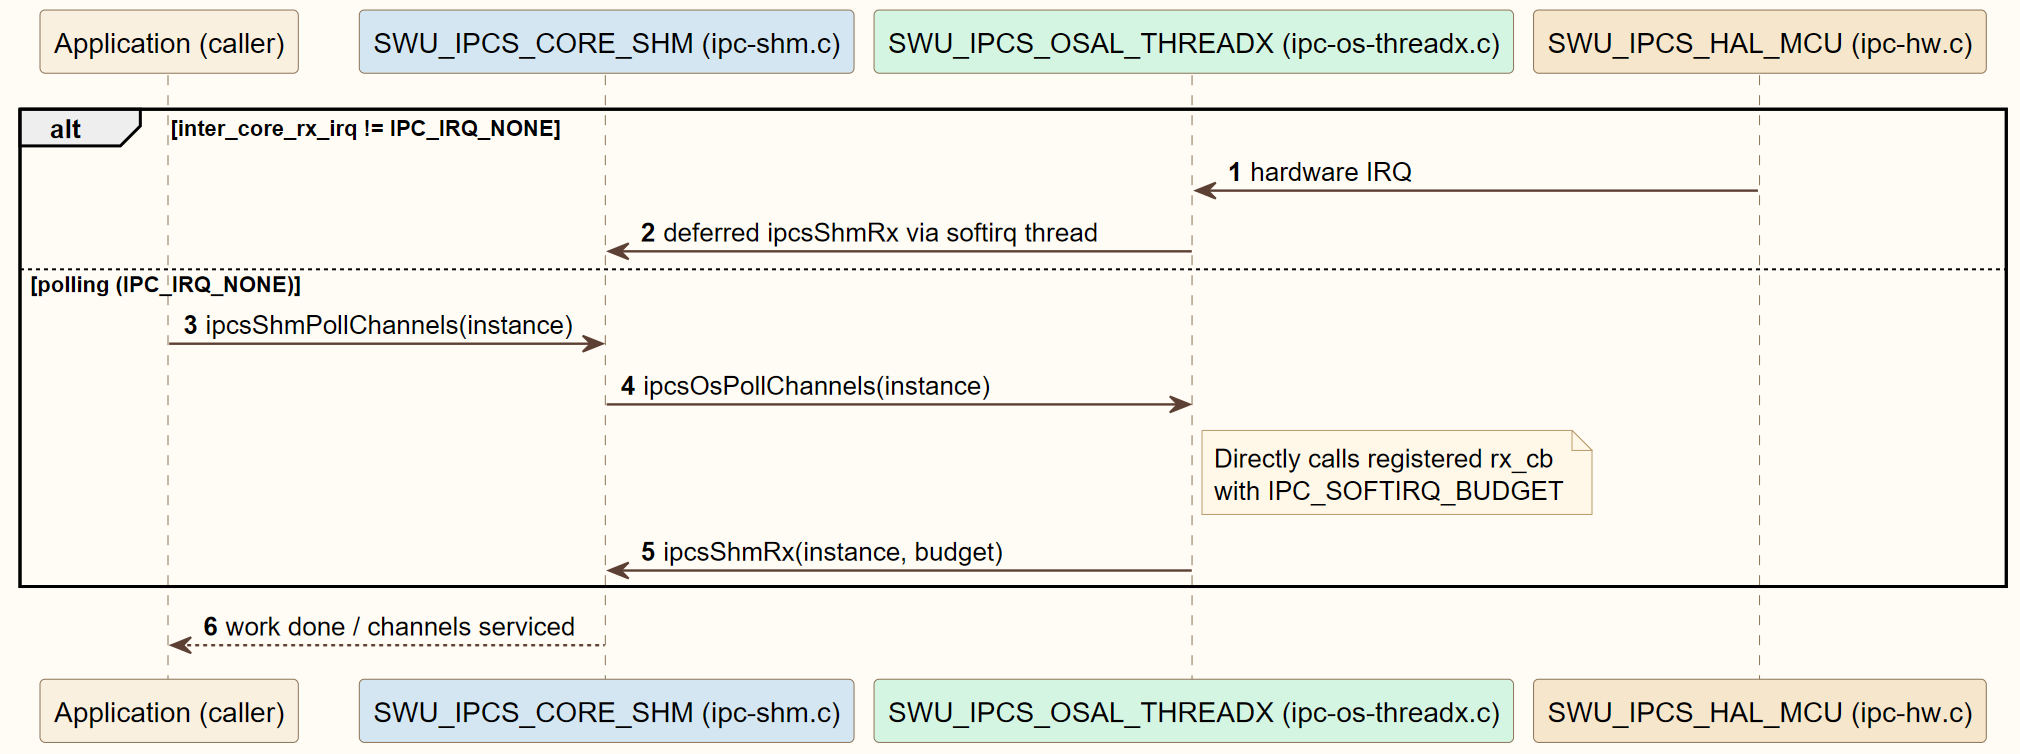 Application (caller)
SWU_IPCS_CORE_SHM (ipc-shm.c)
SWU_IPCS_OSAL_THREADX (ipc-os-threadx.c)
SWU_IPCS_HAL_MCU (ipc-hw.c)
alt
[inter_core_rx_irq != IPC_IRQ_NONE]
1 hardware IRQ
2 deferred ipcsShmRx via softirq thread
[polling (IPC_IRQ_NONE)]
3 ipcsShmPollChannels(instance)
4 ipcsOsPollChannels(instance)
Directly calls registered rx_cb
with IPC_SOFTIRQ_BUDGET
5 ipcsShmRx(instance, budget)
6 work done / channels serviced
Application (caller)
SWU_IPCS_CORE_SHM (ipc-shm.c)
SWU_IPCS_OSAL_THREADX (ipc-os-threadx.c)
SWU_IPCS_HAL_MCU (ipc-hw.c)